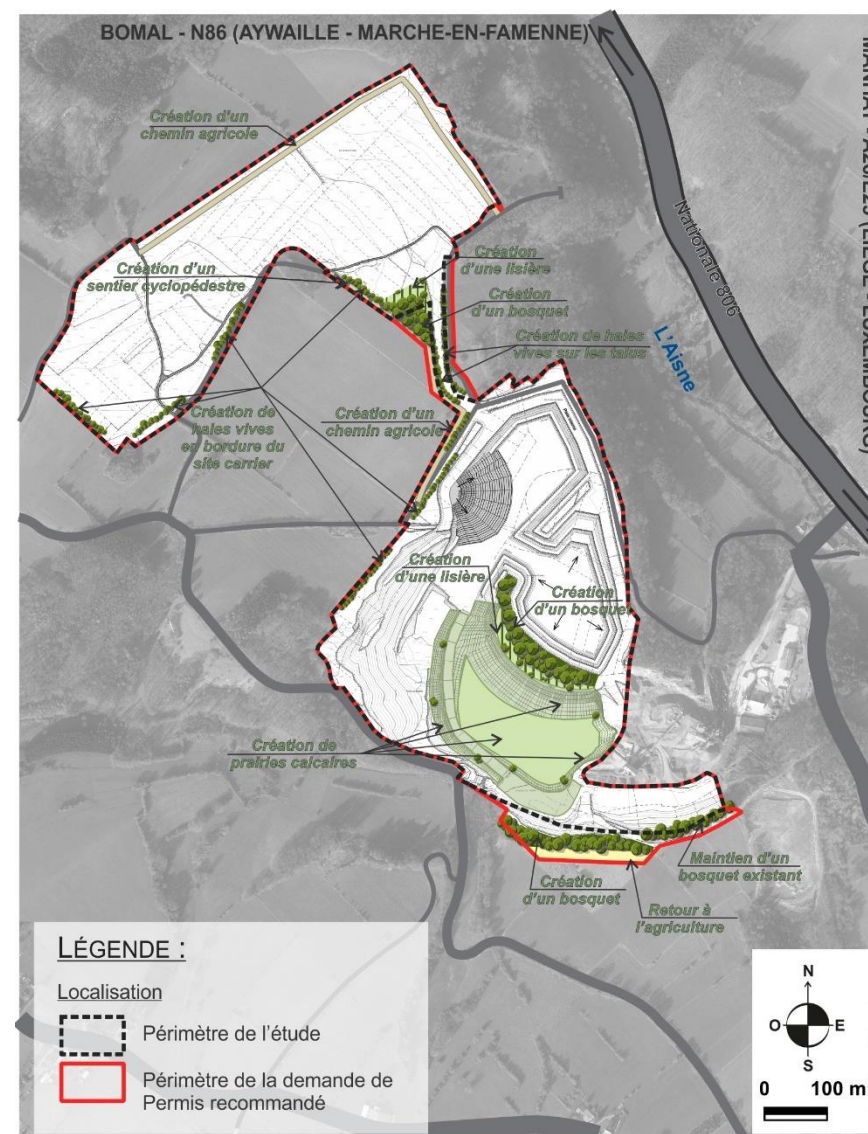 BOMAL - N86 (AYWAILLE - MARCHE-EN-FAMENNE)
Création d'un
chemin agricole
Nationale 806
L'Aisne
Création d'un
sentier cyclopédestre
Création
d'une lisière
Création
d'un bosquet
Création de haies
vives sur les talus
Création de
haies vives
en bordure du
site carrier
Création d'un
chemin agricole
Création
d'une lisière
Création
d'un bosquet
Création de
prairies calcaires
Maintien d'un
bosquet existant
Création
d'un bosquet
Retour à
l'agriculture
LÉGENDE :
Localisation
Périmètre de l'étude
Périmètre de la demande de
Permis recommandé
N
O
E
S
0 100 m